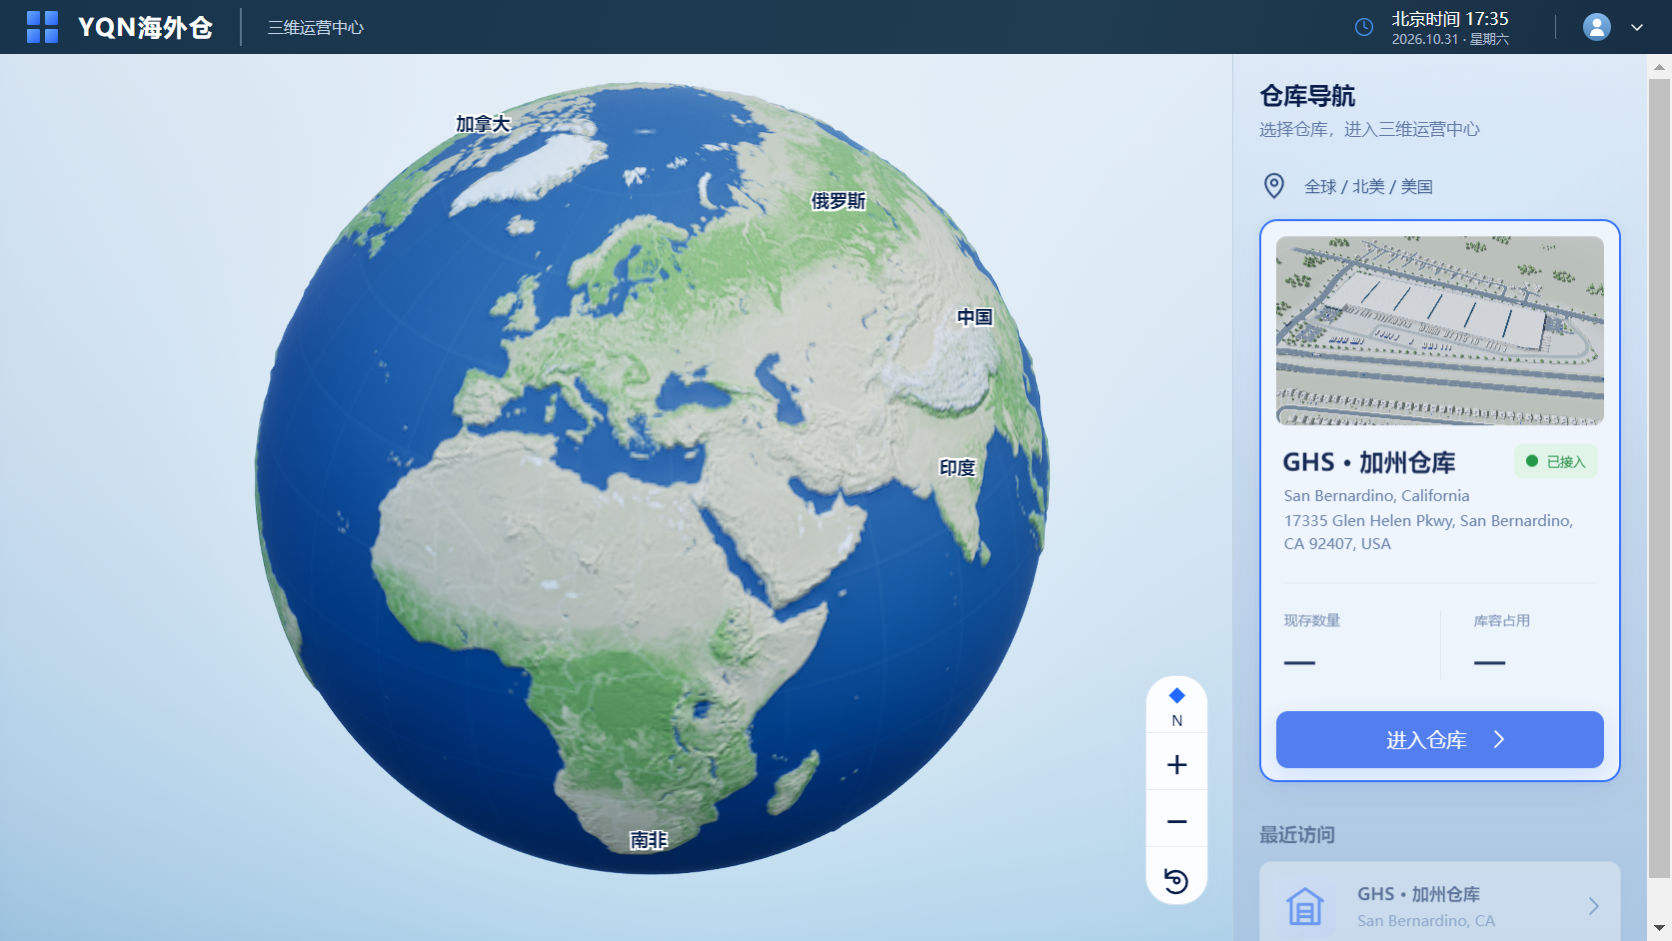 YQN海外仓
三维运营中心
北京时间 17:35
2026.10.31 · 星期六
加拿大
俄罗斯
中国
印度
南非
N
仓库导航
选择仓库，进入三维运营中心
全球 / 北美 / 美国
GHS • 加州仓库
已接入
San Bernardino, California
17335 Glen Helen Pkwy, San Bernardino,
CA 92407, USA
现存数量
库容占用
—
—
进入仓库
最近访问
GHS • 加州仓库
San Bernardino, CA